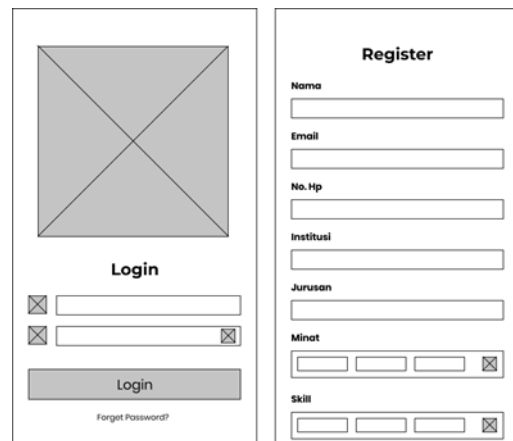 Login
Login
Forget Password?
Register
Nama
Email
No. Hp
Institusi
Jurusan
Minat
Skill